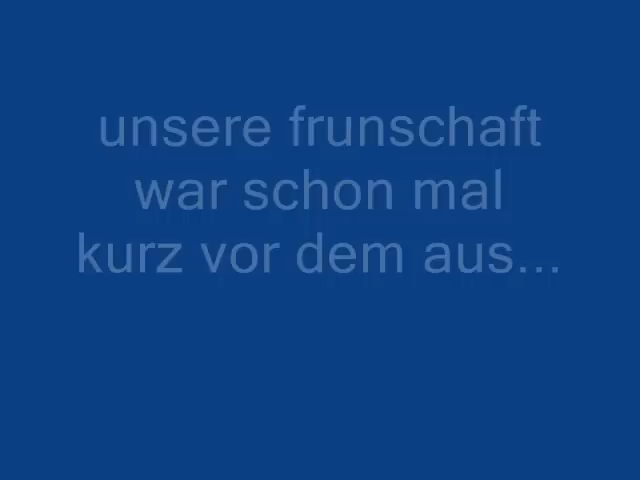 unsere frunschaft
war schon mal
kurz vor dem aus...